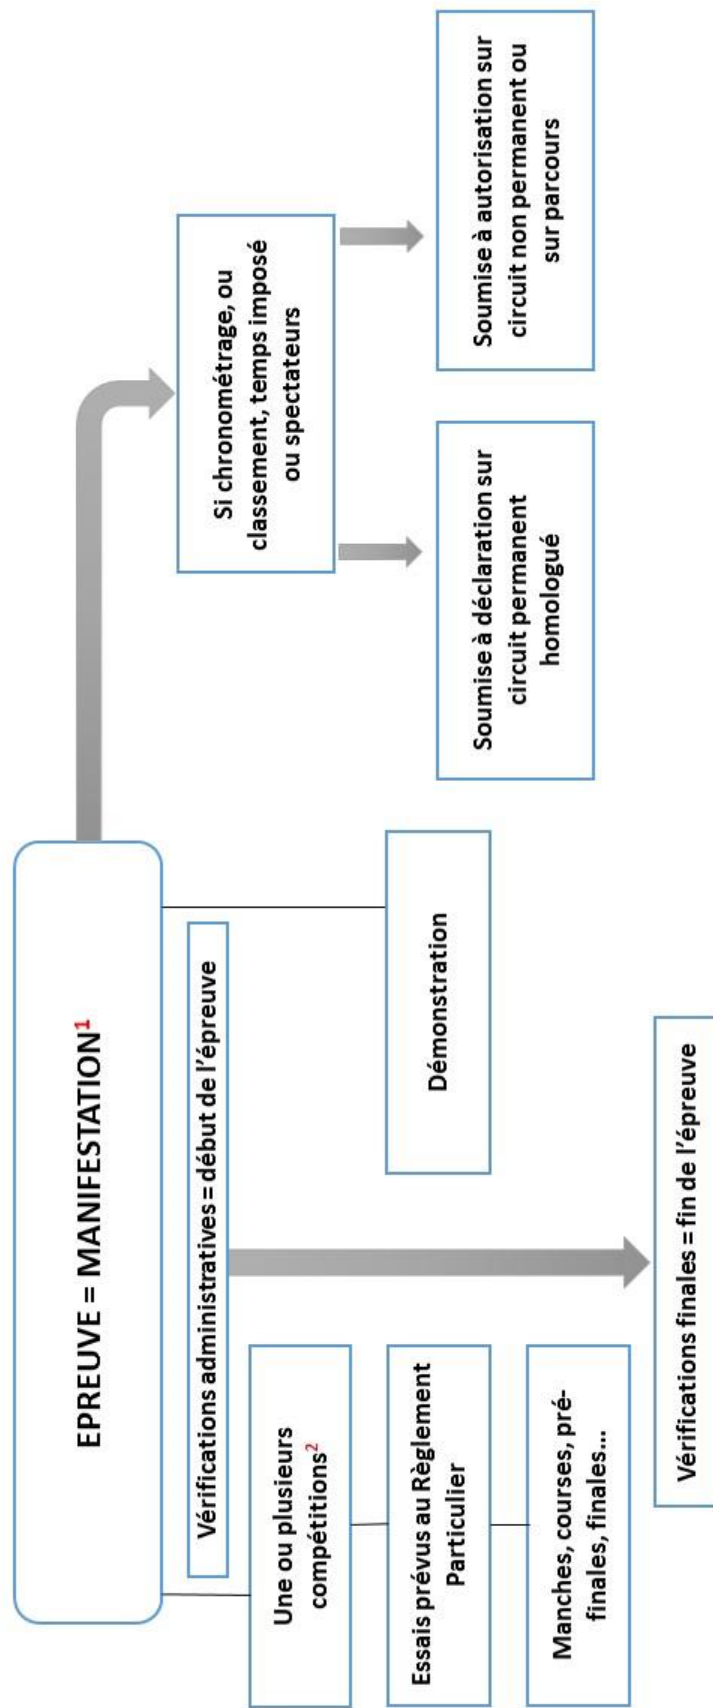 EPREUVE = MANIFESTATION1
Vérifications administratives = début de l'épreuve
Une ou plusieurs
compétitions2
Essais prévus au Règlement
Particulier
Manches, courses, pré-
finales, finales...
Démonstration
Vérifications finales = fin de l'épreuve
Si chronométrage, ou
classement, temps imposé
ou spectateurs
Soumise à déclaration sur
circuit permanent
homologué
Soumise à autorisation sur
circuit non permanent ou
sur parcours